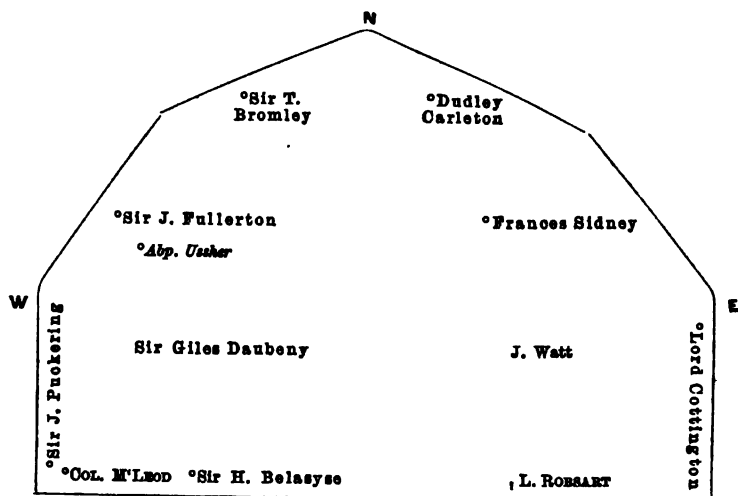 N
°Sir T.
Bromley
°Dudley
Carleton
°Sir J. Fullerton
°Frances Sidney
°Abp. Ussher
W
E
°Sir J. Puckering
Sir Giles Daubeny
J. Watt
°Lord Cottington
°COL. M'LEOD °Sir H. Belasyse
L. ROBSART